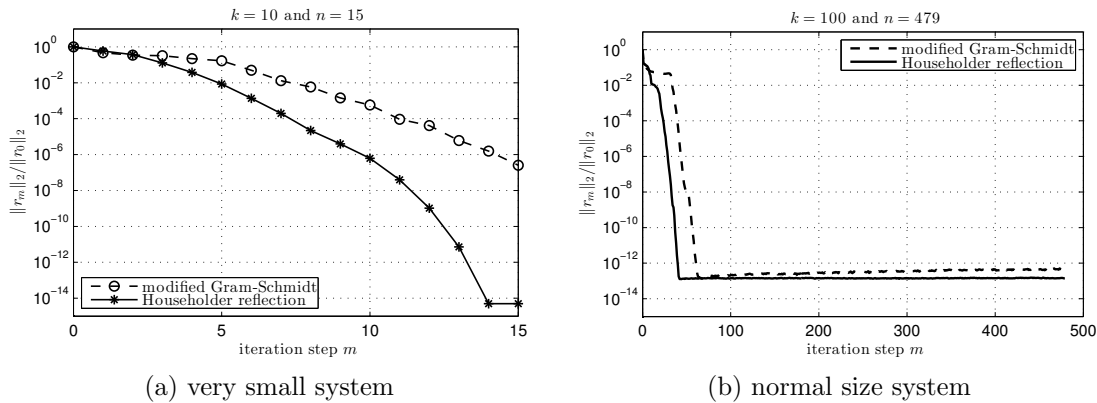 k = 10 and n = 15
10^0
10^-2
10^-4
10^-6
10^-8
10^-10
10^-12
10^-14
‖r_m‖_2/‖r_0‖_2
modified Gram-Schmidt
Householder reflection
0 5 10 15
iteration step m
(a) very small system
k = 100 and n = 479
10^0
10^-2
10^-4
10^-6
10^-8
10^-10
10^-12
10^-14
‖r_m‖_2/‖r_0‖_2
modified Gram-Schmidt
Householder reflection
0 100 200 300 400 500
iteration step m
(b) normal size system